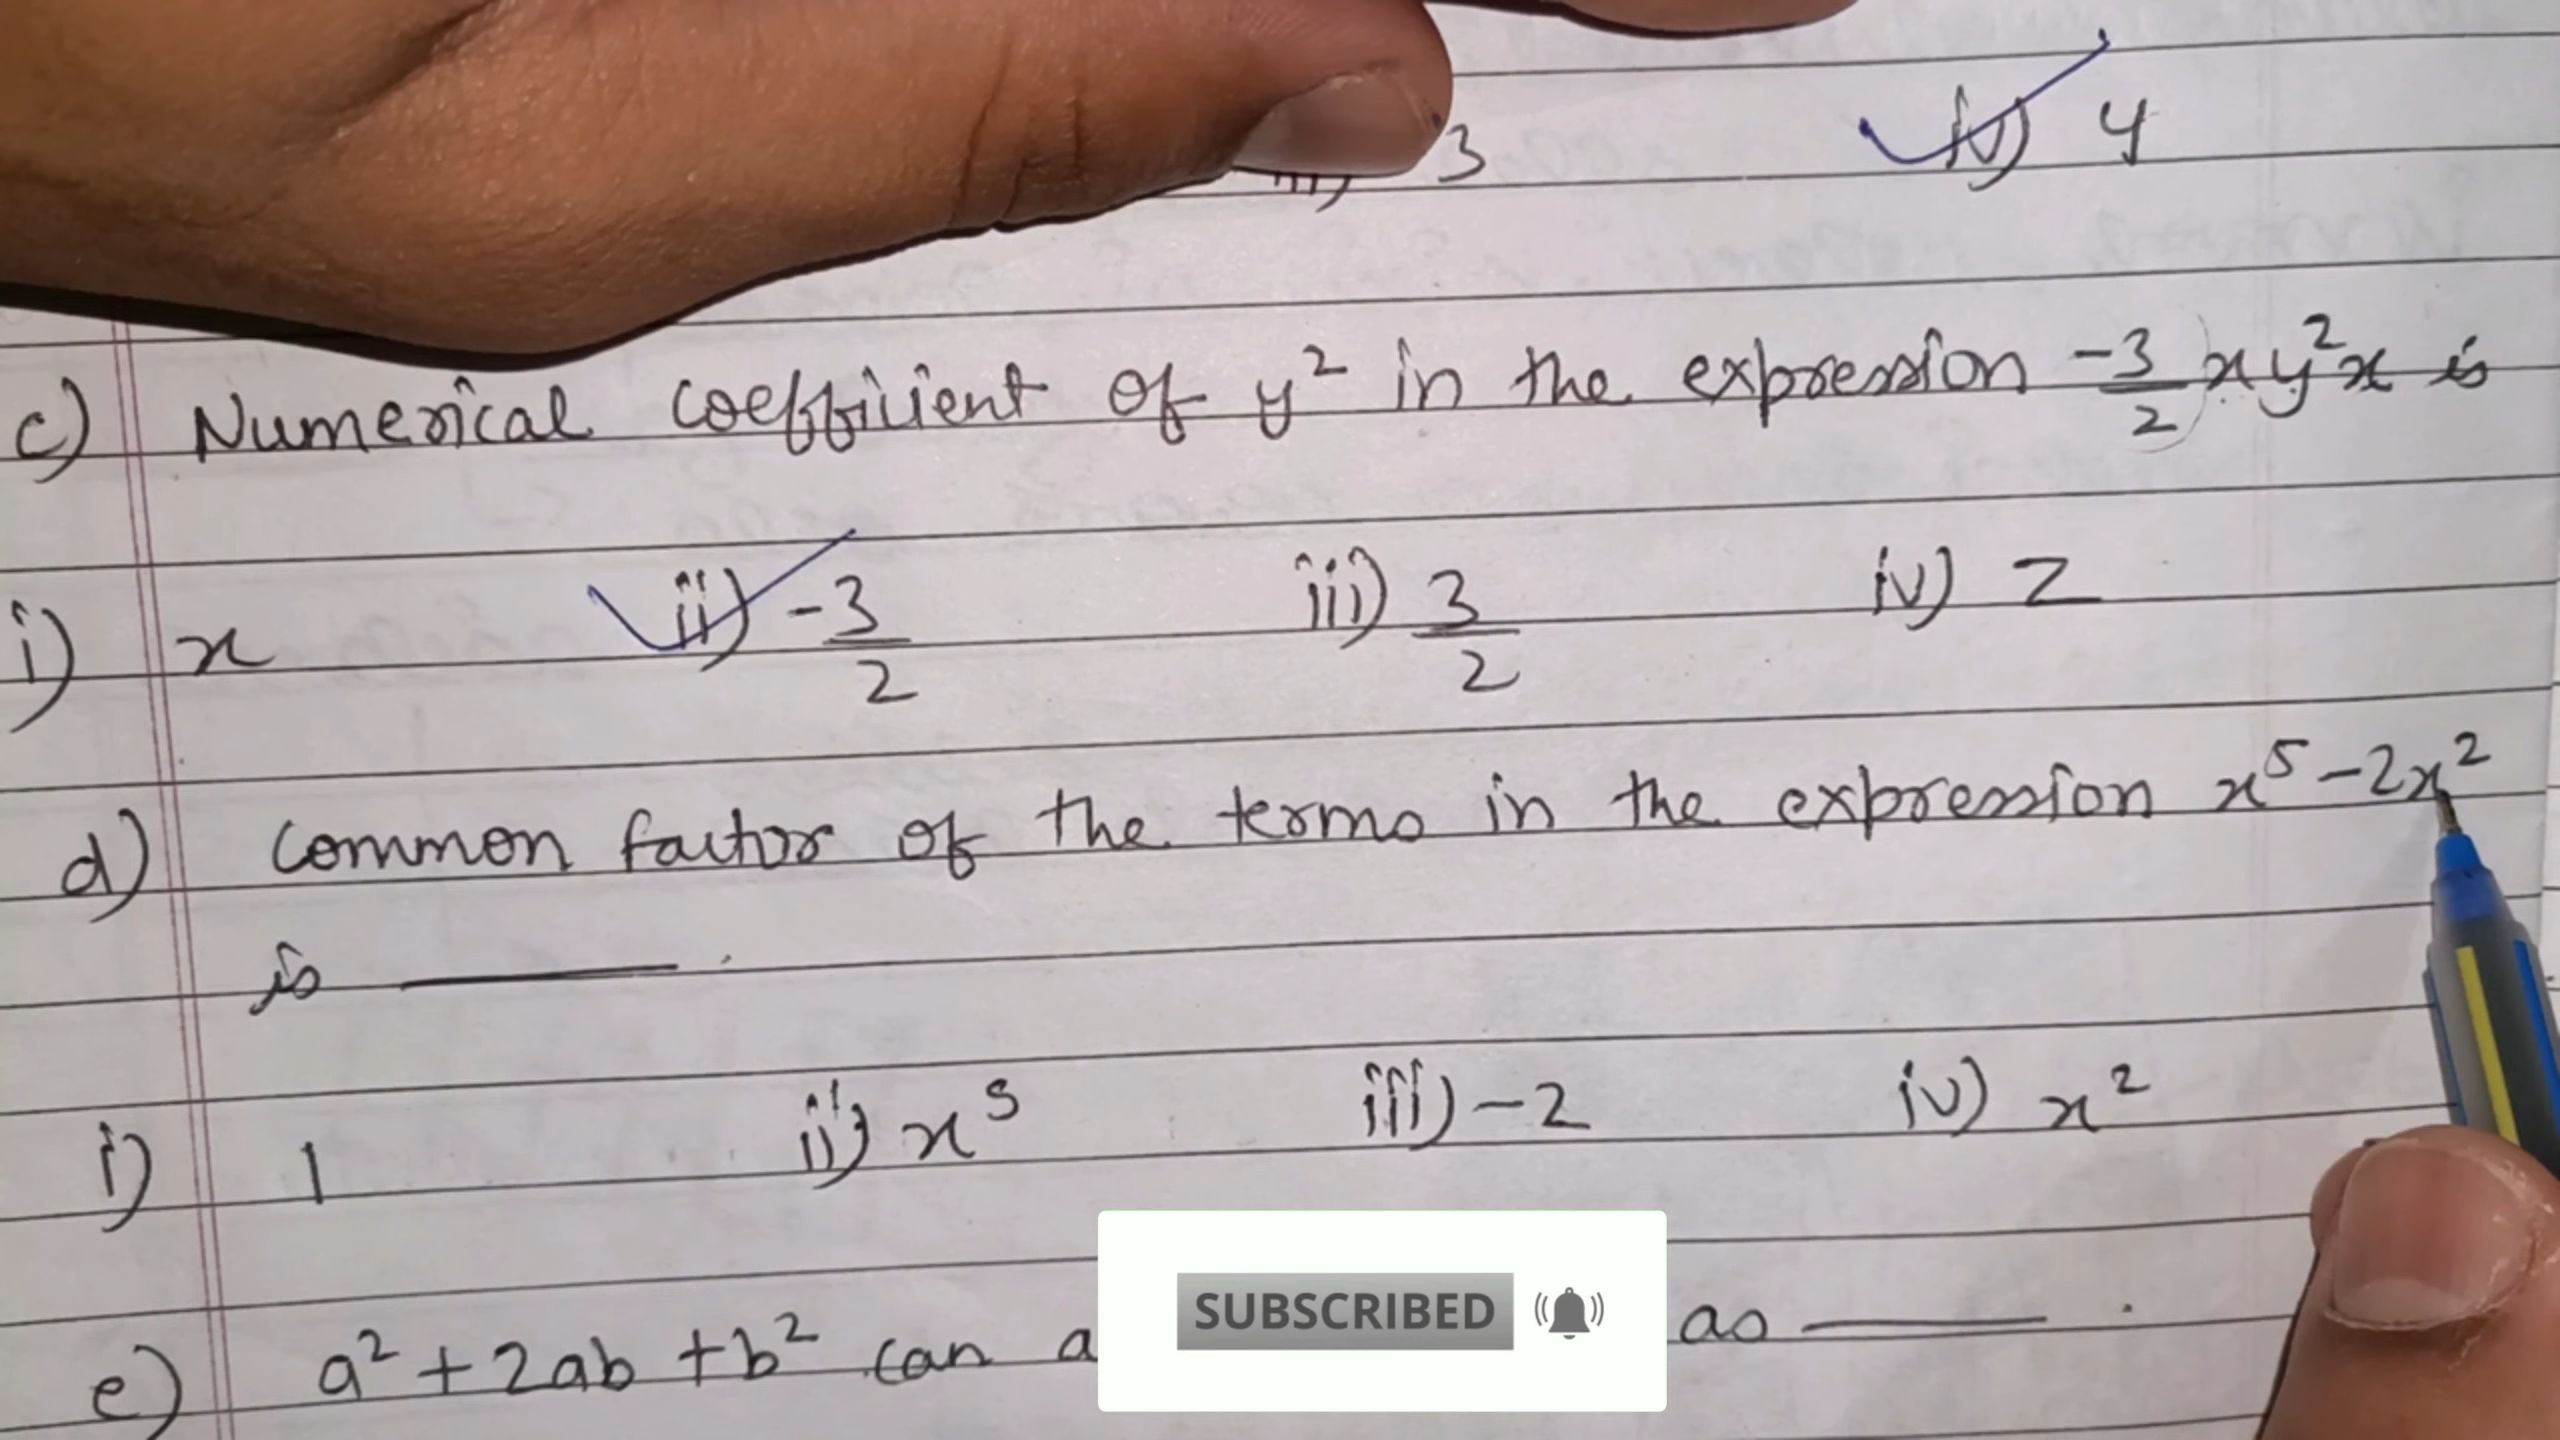 iii) 3 iv) 4
c) Numerical coefficient of y² in the expression -3/2 xy²x is
i) x ii) -3/2 iii) 3/2 iv) 2
d) Common factor of the terms in the expression x⁵-2x²
is ______.
i) 1 ii) x⁵ iii) -2 iv) x²
e) a²+2ab+b² can a as ______.
SUBSCRIBED